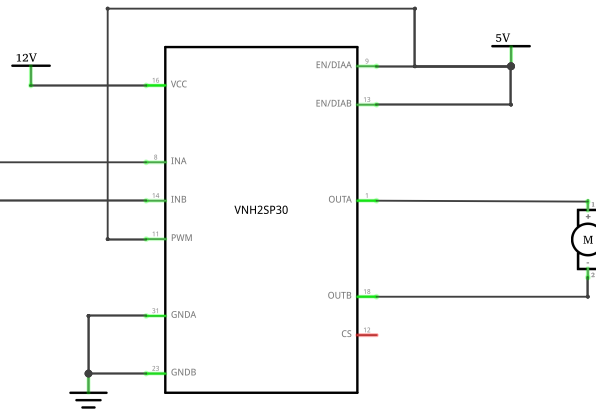 5V
12V
EN/DIAA 9
16 VCC
EN/DIAB 13
8 INA
14 INB
OUTA 1
1
VNH2SP30
+
11 PWM
M
-
2
OUTB 18
31 GNDA
CS 12
23 GNDB